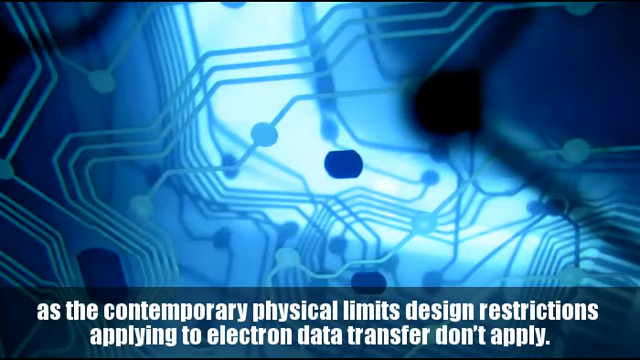 as the contemporary physical limits design restrictions
applying to electron data transfer don't apply.